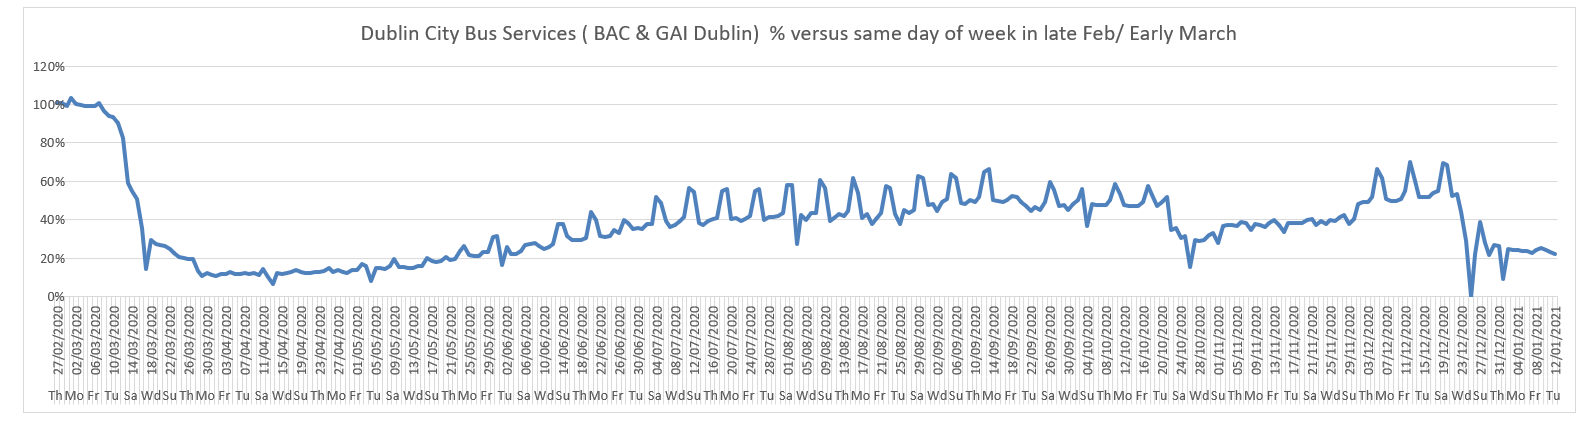 Dublin City Bus Services ( BAC & GAI Dublin)  % versus same day of week in late Feb/ Early March
120%
100%
80%
60%
40%
20%
0%
27/02/2020 02/03/2020 06/03/2020 10/03/2020 14/03/2020 18/03/2020 22/03/2020 26/03/2020 30/03/2020 03/04/2020 07/04/2020 11/04/2020 15/04/2020 19/04/2020 23/04/2020 27/04/2020 01/05/2020 05/05/2020 09/05/2020 13/05/2020 17/05/2020 21/05/2020 25/05/2020 29/05/2020 02/06/2020 06/06/2020 10/06/2020 14/06/2020 18/06/2020 22/06/2020 26/06/2020 30/06/2020 04/07/2020 08/07/2020 12/07/2020 16/07/2020 20/07/2020 24/07/2020 28/07/2020 01/08/2020 05/08/2020 09/08/2020 13/08/2020 17/08/2020 21/08/2020 25/08/2020 29/08/2020 02/09/2020 06/09/2020 10/09/2020 14/09/2020 18/09/2020 22/09/2020 26/09/2020 30/09/2020 04/10/2020 08/10/2020 12/10/2020 16/10/2020 20/10/2020 24/10/2020 28/10/2020 01/11/2020 05/11/2020 09/11/2020 13/11/2020 17/11/2020 21/11/2020 25/11/2020 29/11/2020 03/12/2020 07/12/2020 11/12/2020 15/12/2020 19/12/2020 23/12/2020 27/12/2020 31/12/2020 04/01/2021 08/01/2021 12/01/2021
Th Mo Fr Tu Sa Wd Su Th Mo Fr Tu Sa Wd Su Th Mo Fr Tu Sa Wd Su Th Mo Fr Tu Sa Wd Su Th Mo Fr Tu Sa Wd Su Th Mo Fr Tu Sa Wd Su Th Mo Fr Tu Sa Wd Su Th Mo Fr Tu Sa Wd Su Th Mo Fr Tu Sa Wd Su Th Mo Fr Tu Sa Wd Su Th Mo Fr Tu Sa Wd Su Th Mo Fr Tu